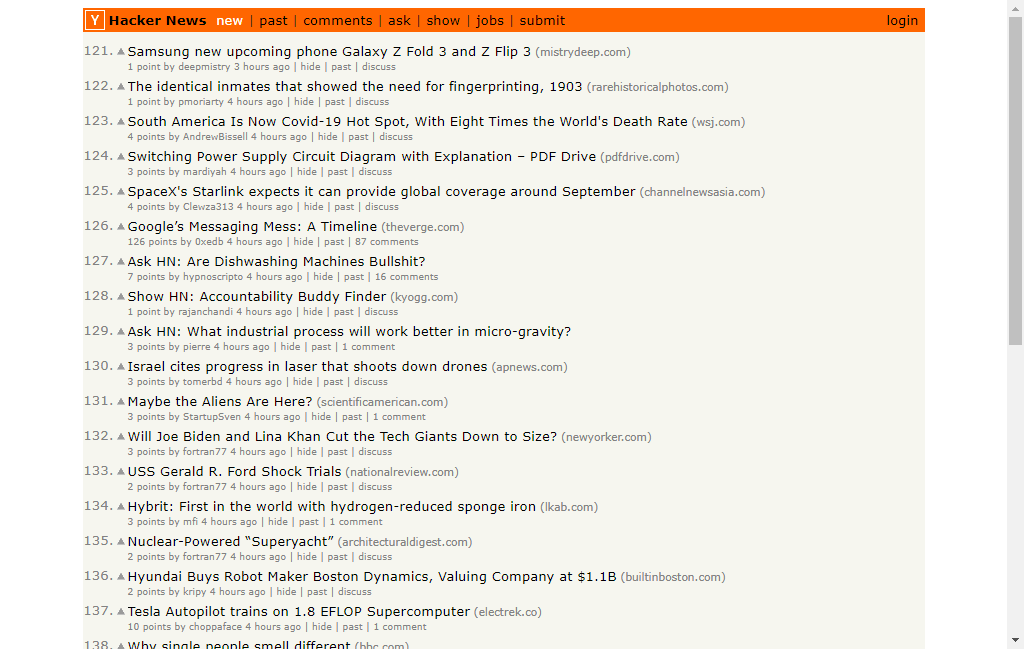 Y Hacker News new | past | comments | ask | show | jobs | submit login
121. Samsung new upcoming phone Galaxy Z Fold 3 and Z Flip 3 (mistrydeep.com)
1 point by deepmistry 3 hours ago | hide | past | discuss
122. The identical inmates that showed the need for fingerprinting, 1903 (rarehistoricalphotos.com)
1 point by pmoriarty 4 hours ago | hide | past | discuss
123. South America Is Now Covid-19 Hot Spot, With Eight Times the World's Death Rate (wsj.com)
4 points by AndrewBissell 4 hours ago | hide | past | discuss
124. Switching Power Supply Circuit Diagram with Explanation – PDF Drive (pdfdrive.com)
3 points by mardiyah 4 hours ago | hide | past | discuss
125. SpaceX's Starlink expects it can provide global coverage around September (channelnewsasia.com)
4 points by Clewza313 4 hours ago | hide | past | discuss
126. Google’s Messaging Mess: A Timeline (theverge.com)
126 points by 0xedb 4 hours ago | hide | past | 87 comments
127. Ask HN: Are Dishwashing Machines Bullshit?
7 points by hypnoscripto 4 hours ago | hide | past | 16 comments
128. Show HN: Accountability Buddy Finder (kyogg.com)
1 point by rajanchandi 4 hours ago | hide | past | discuss
129. Ask HN: What industrial process will work better in micro-gravity?
3 points by pierre 4 hours ago | hide | past | 1 comment
130. Israel cites progress in laser that shoots down drones (apnews.com)
3 points by tomerbd 4 hours ago | hide | past | discuss
131. Maybe the Aliens Are Here? (scientificamerican.com)
3 points by StartupSven 4 hours ago | hide | past | 1 comment
132. Will Joe Biden and Lina Khan Cut the Tech Giants Down to Size? (newyorker.com)
3 points by fortran77 4 hours ago | hide | past | discuss
133. USS Gerald R. Ford Shock Trials (nationalreview.com)
2 points by fortran77 4 hours ago | hide | past | discuss
134. Hybrit: First in the world with hydrogen-reduced sponge iron (lkab.com)
3 points by mfi 4 hours ago | hide | past | 1 comment
135. Nuclear-Powered “Superyacht” (architecturaldigest.com)
2 points by fortran77 4 hours ago | hide | past | discuss
136. Hyundai Buys Robot Maker Boston Dynamics, Valuing Company at $1.1B (builtinboston.com)
2 points by kripy 4 hours ago | hide | past | discuss
137. Tesla Autopilot trains on 1.8 EFLOP Supercomputer (electrek.co)
10 points by choppaface 4 hours ago | hide | past | 1 comment
138. Why single people smell different (bbc.com)